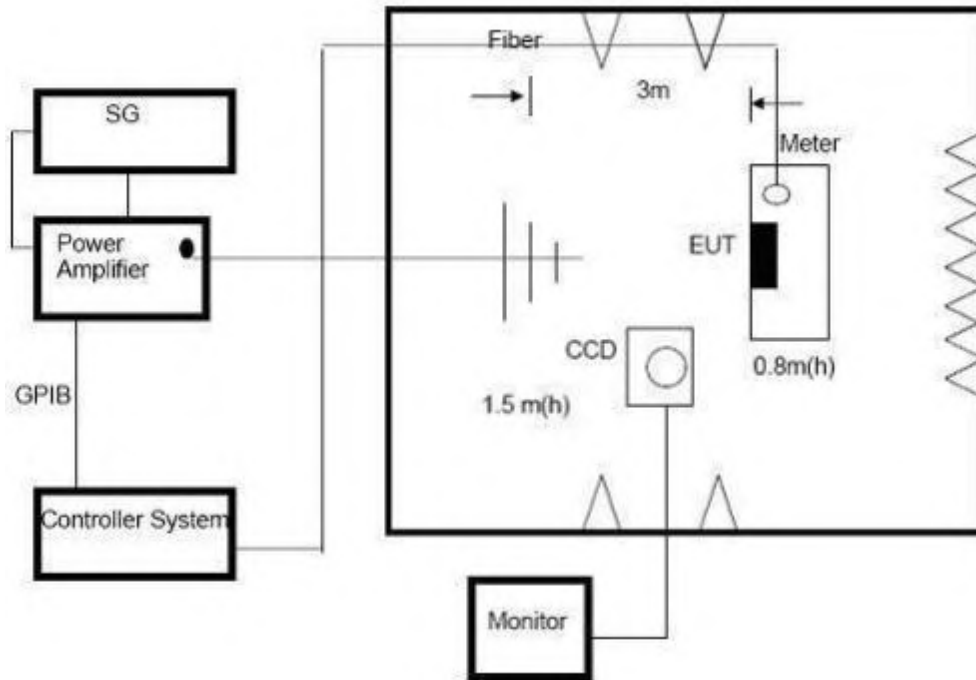 Fiber
3m
SG
Meter
Power
Amplifier
EUT
CCD
0.8m(h)
GPIB
1.5 m(h)
Controller System
Monitor